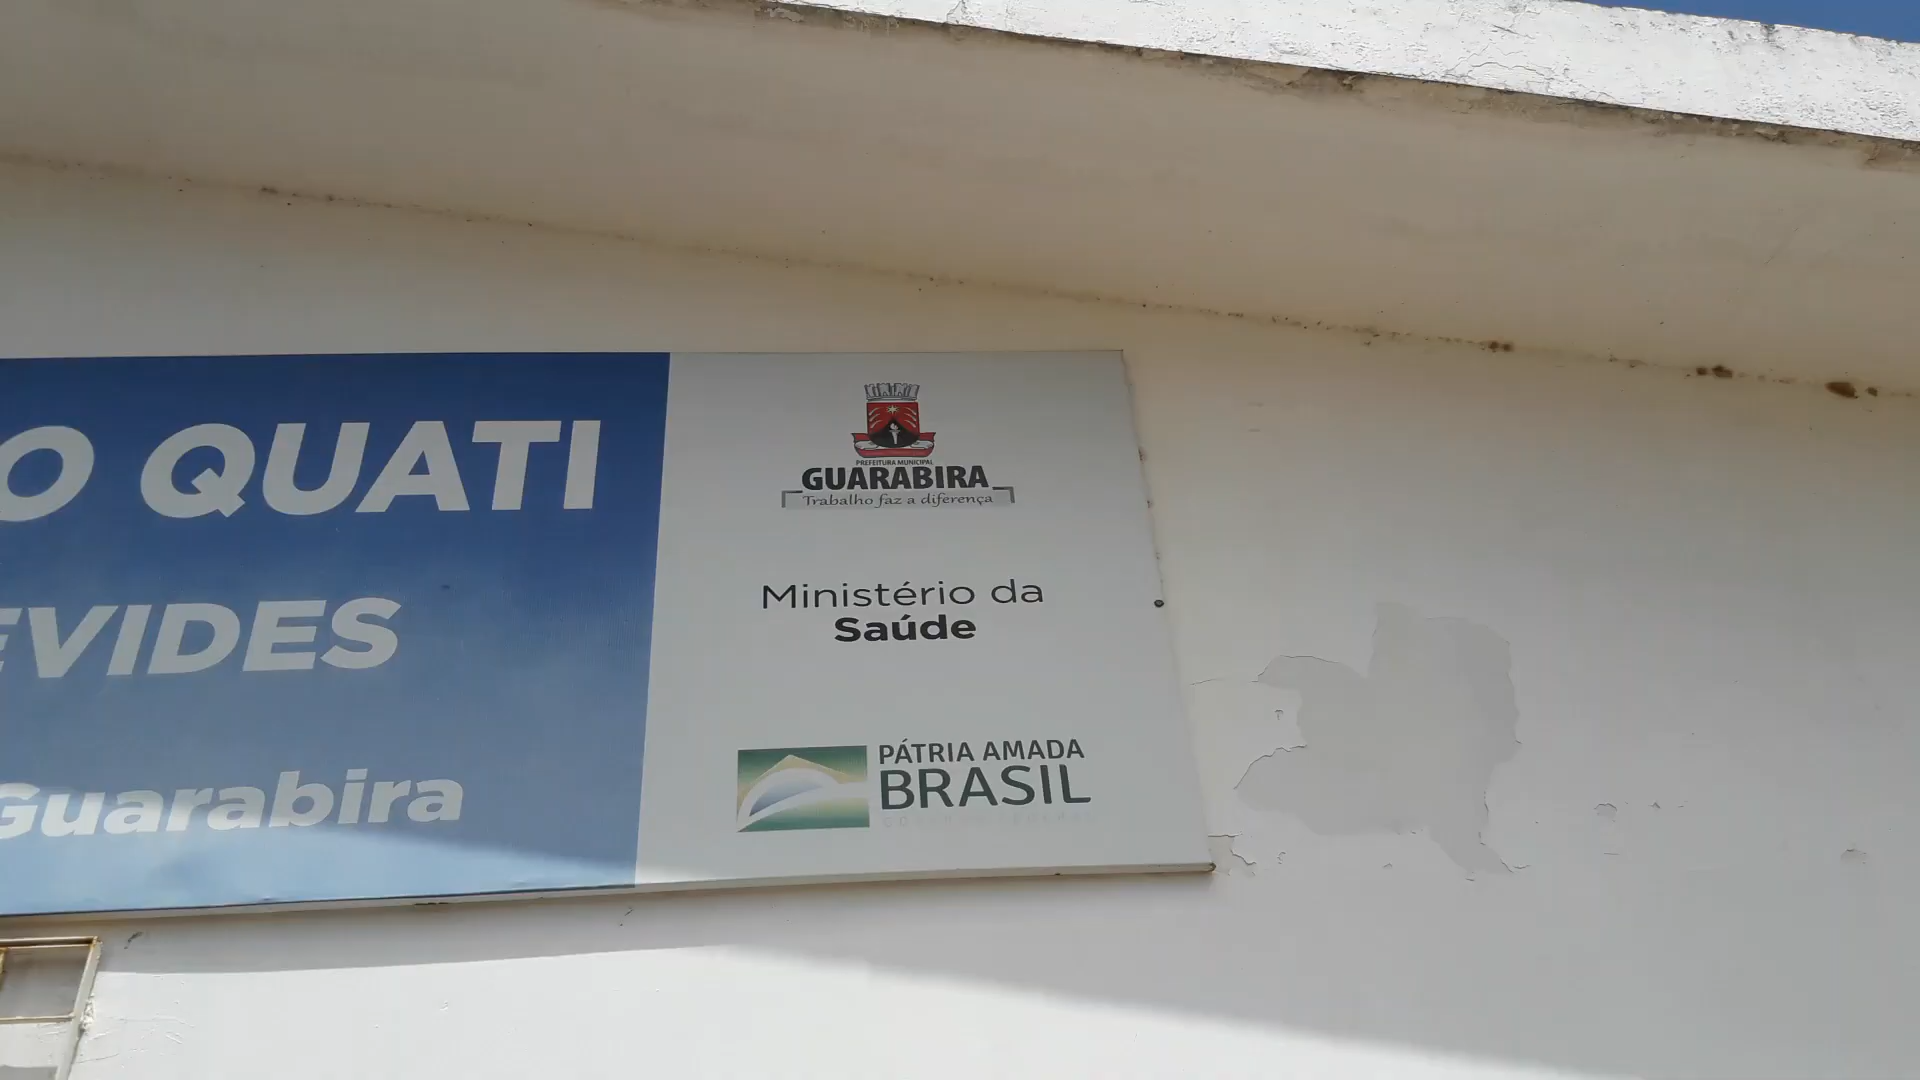 O QUATI
EVIDES
Guarabira
PREFEITURA MUNICIPAL
GUARABIRA
Trabalho faz a diferença
Ministério da
Saúde
PÁTRIA AMADA
BRASIL